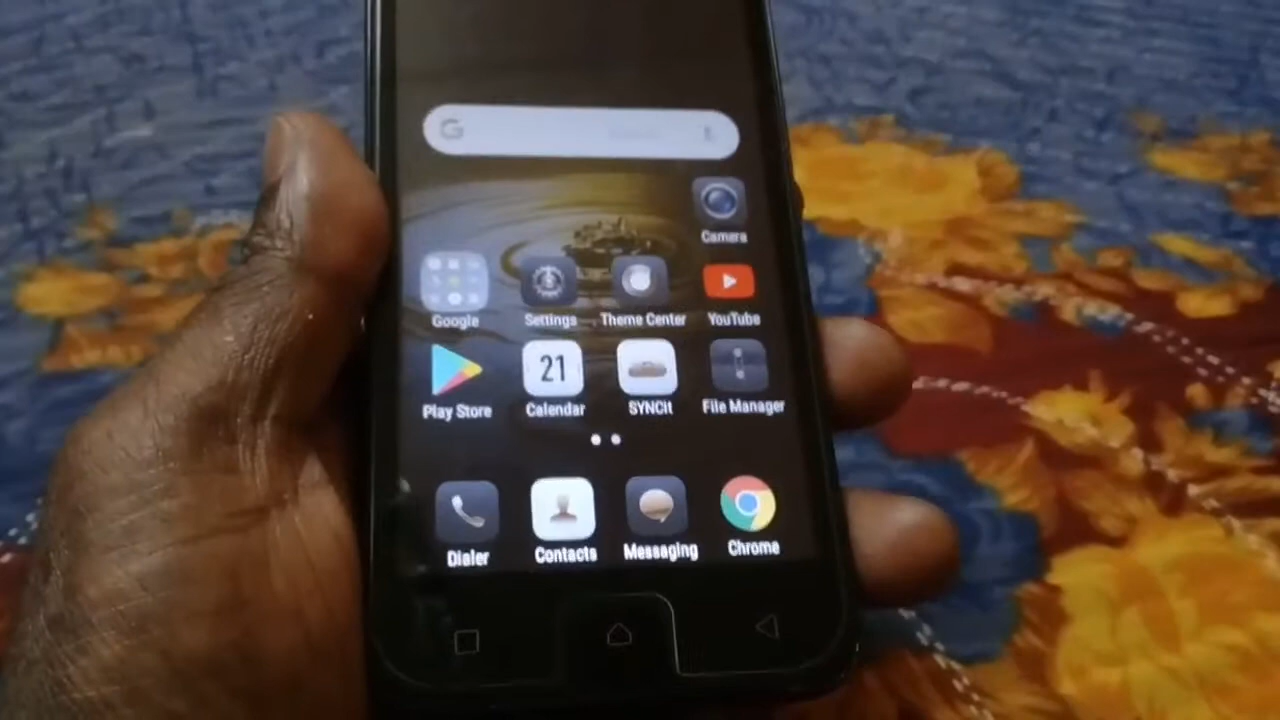 G
Camera
Google
Settings
Theme Center
YouTube
Play Store
21
Calendar
SYNCit
File Manager
Dialer
Contacts
Messaging
Chrome